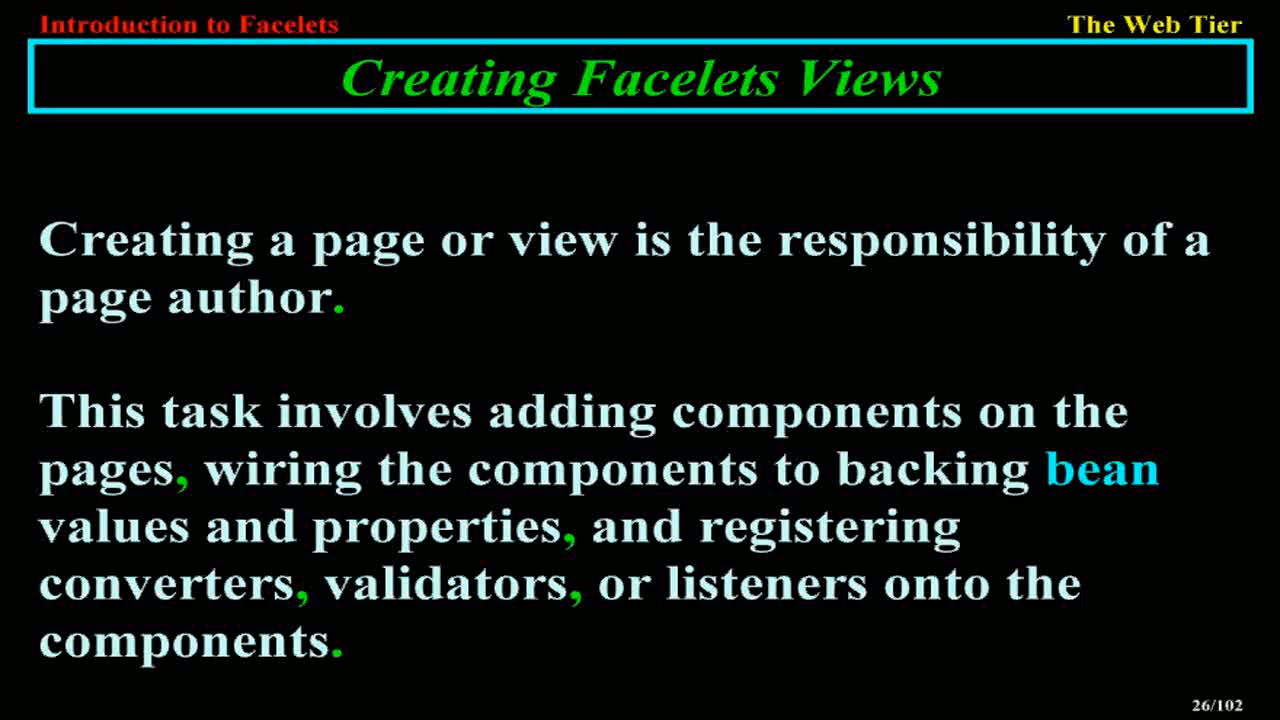 Introduction to Facelets
The Web Tier
Creating Facelets Views
Creating a page or view is the responsibility of a
page author.
This task involves adding components on the
pages, wiring the components to backing bean
values and properties, and registering
converters, validators, or listeners onto the
components.
26/102